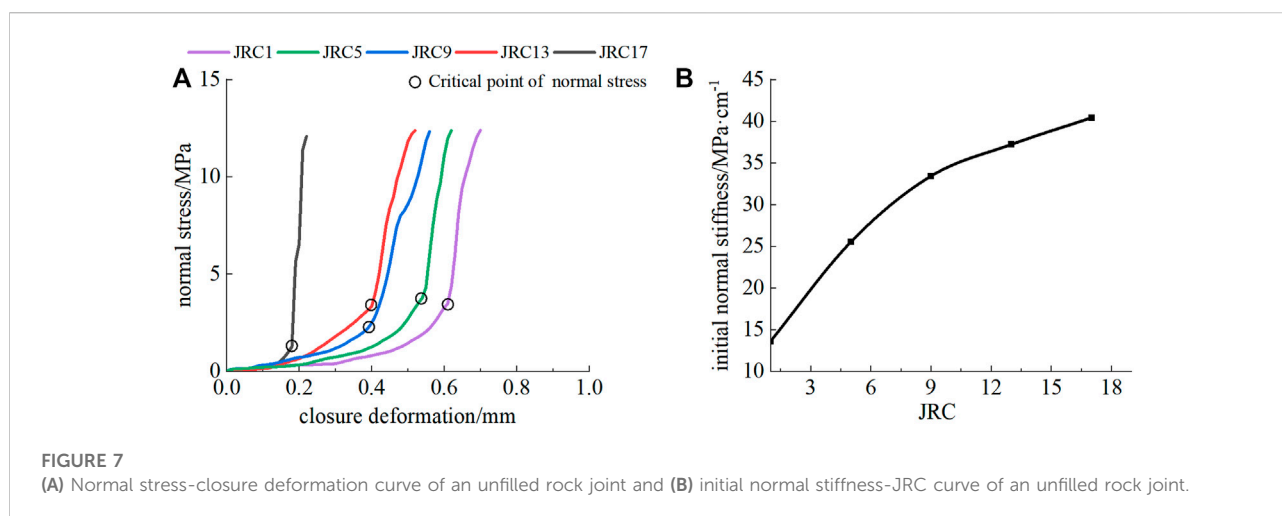 JRC1 JRC5 JRC9 JRC13 JRC17
A
Critical point of normal stress
15
10
5
0
normal stress/MPa
0.0 0.2 0.4 0.6 0.8 1.0
closure deformation/mm
B
45
40
35
30
25
20
15
10
initial normal stiffness/MPa·cm⁻¹
3 6 9 12 15 18
JRC
FIGURE 7
(A) Normal stress-closure deformation curve of an unfilled rock joint and (B) initial normal stiffness-JRC curve of an unfilled rock joint.